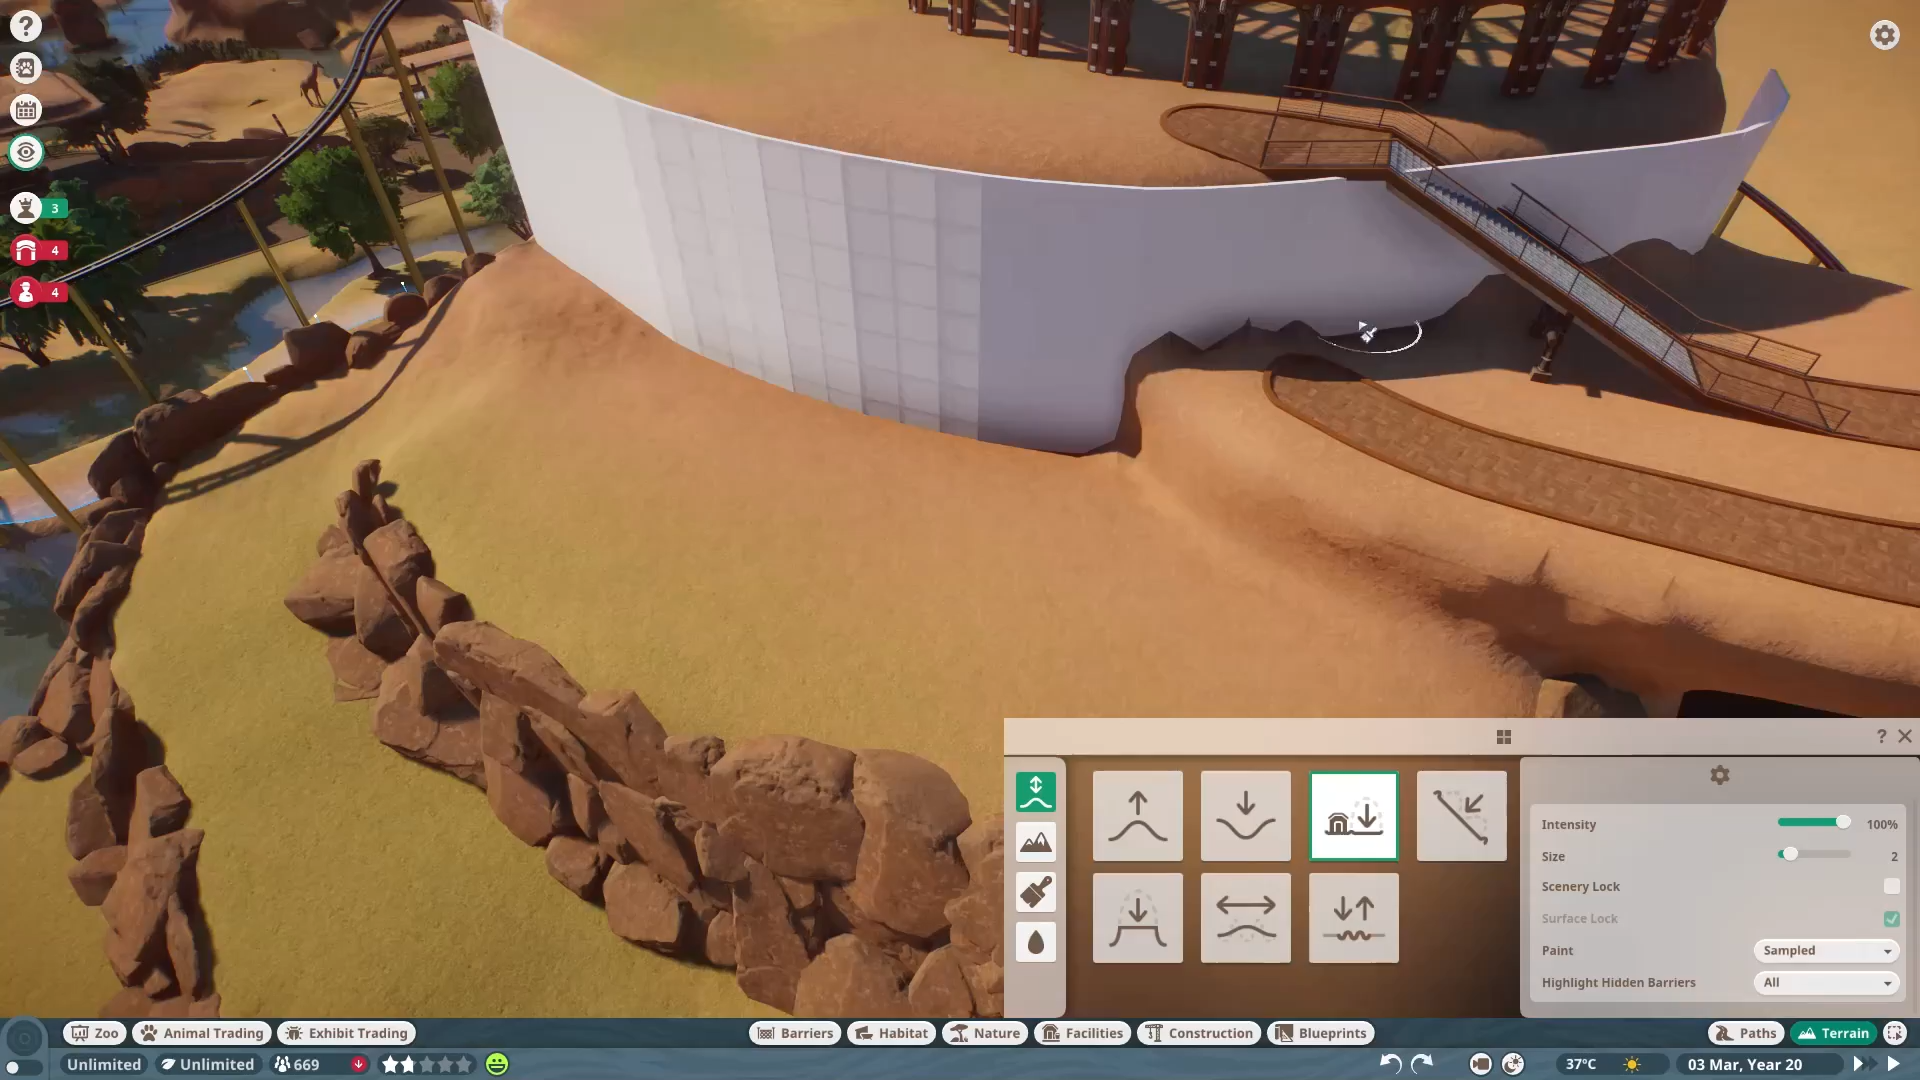 ?
3
4
4
?
Intensity 100%
Size 2
Scenery Lock
Surface Lock
Paint Sampled
Highlight Hidden Barriers All
Zoo Animal Trading Exhibit Trading Barriers Habitat Nature Facilities Construction Blueprints Paths Terrain
Unlimited Unlimited 669 37°C 03 Mar, Year 20